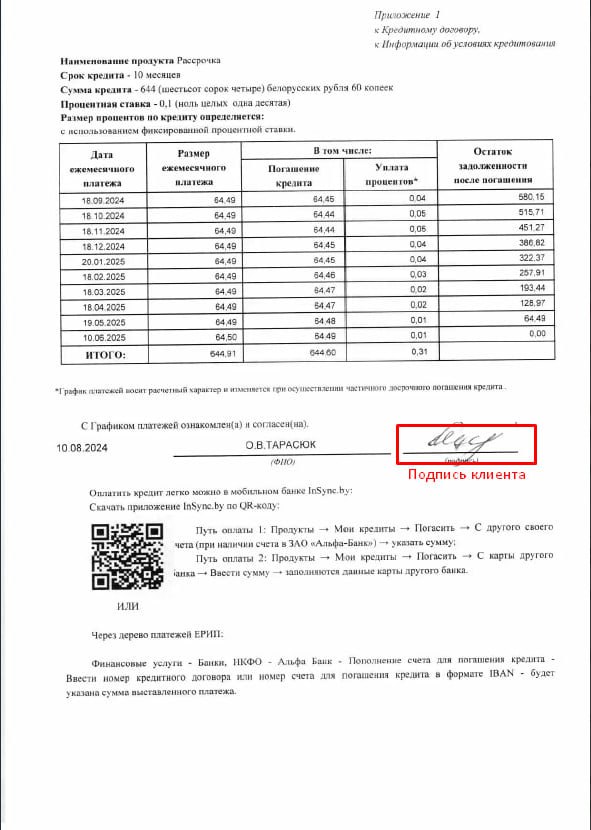 Приложение 1
к Кредитному договору,
к Информации об условиях кредитования
Наименование продукта Рассрочка
Срок кредита - 10 месяцев
Сумма кредита - 644 (шестьсот сорок четыре) белорусских рубля 60 копеек
Процентная ставка - 0,1 (ноль целых одна десятая)
Размер процентов по кредиту определяется:
с использованием фиксированной процентной ставки.
Дата ежемесячного платежа Размер ежемесячного платежа В том числе: Остаток задолженности после погашения
Погашение кредита Уплата процентов*
18.09.2024 64,49 64,45 0,04 580,15
18.10.2024 64,49 64,44 0,05 515,71
18.11.2024 64,49 64,44 0,05 451,27
18.12.2024 64,49 64,45 0,04 386,82
20.01.2025 64,49 64,45 0,04 322,37
18.02.2025 64,49 64,46 0,03 257,91
18.03.2025 64,49 64,47 0,02 193,44
18.04.2025 64,49 64,47 0,02 128,97
19.05.2025 64,49 64,48 0,01 64,49
10.06.2025 64,50 64,49 0,01 0,00
ИТОГО: 644,91 644,60 0,31
*График платежей носит расчетный характер и изменяется при осуществлении частичного досрочного погашения кредита .
С Графиком платежей ознакомлен(а) и согласен(на).
10.08.2024 О.В.ТАРАСЮК
(ФИО) (подпись)
Подпись клиента
Оплатить кредит легко можно в мобильном банке InSync.by:
Скачать приложение InSync.by по QR-коду:
Путь оплаты 1: Продукты → Мои кредиты → Погасить → С другого своего
чета (при наличии счета в ЗАО «Альфа-Банк») → указать сумму;
Путь оплаты 2: Продукты → Мои кредиты → Погасить → С карты другого
анка → Ввести сумму → заполняются данные карты другого банка.
ИЛИ
Через дерево платежей ЕРИП:
Финансовые услуги - Банки, НКФО - Альфа Банк - Пополнение счета для погашения кредита -
Ввести номер кредитного договора или номер счета для погашения кредита в формате IBAN - будет
указана сумма выставленного платежа.